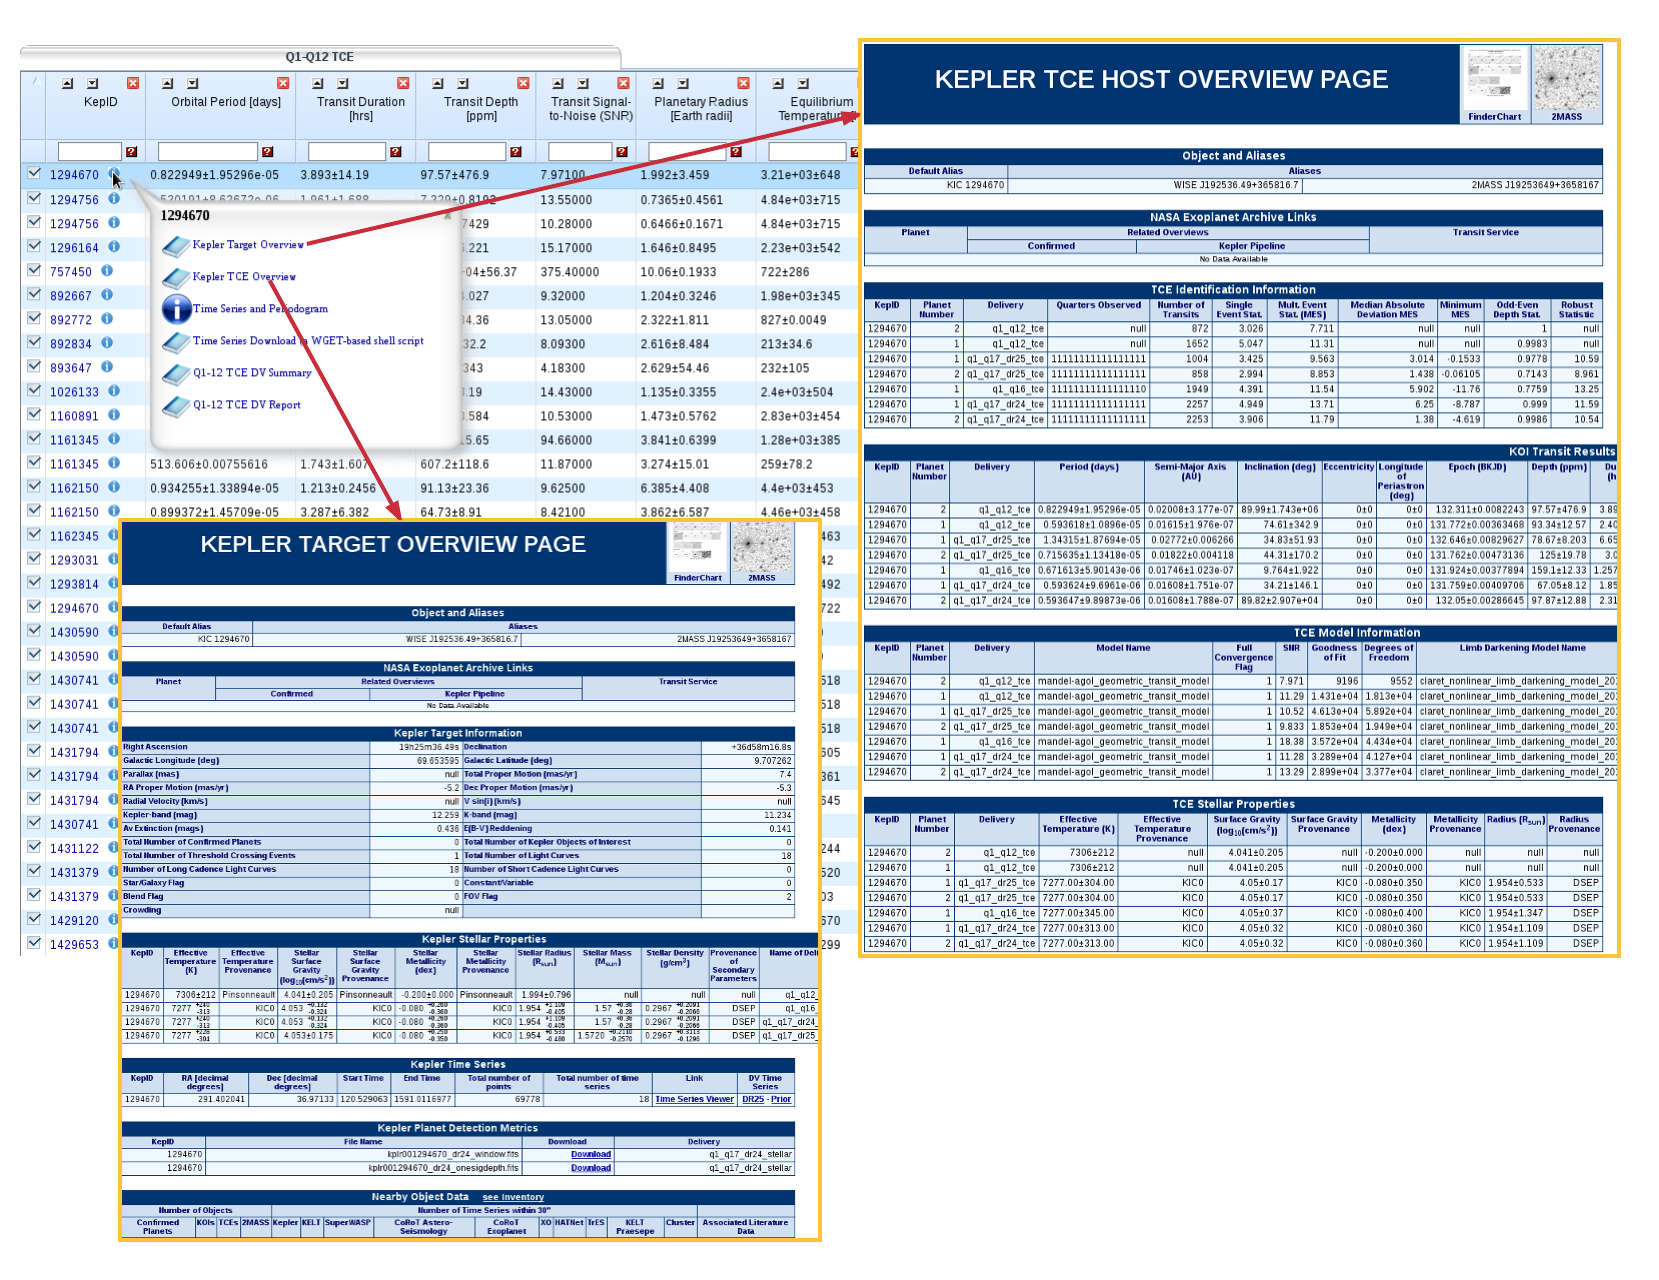 Q1-Q12 TCE
KepID Orbital Period [days] Transit Duration [hrs] Transit Depth [ppm] Transit Signal-to-Noise (SNR) Planetary Radius [Earth radii] Equilibrium
1294670 0.822949±1.95296e-05 3.893±14.19 97.57±476.9 7.97100 1.992±3.459 3.21e+03±648
1294756 13.55000 0.7365±0.4561 4.84e+03±715
1294756 7429 10.28000 0.6466±0.1671 4.84e+03±715
1296164 .221 15.17000 1.646±0.8495 2.23e+03±542
757450 -04±56.37 375.40000 10.06±0.1933 722±286
892667 4.027 9.32000 1.204±0.3246 1.98e+03±345
892772 34.36 13.05000 2.322±1.811 827±0.0049
892834 32.2 8.09300 2.616±8.484 213±34.6
893647 343 4.18300 2.629±54.46 232±105
1026133 .19 14.43000 1.135±0.3355 2.4e+03±504
1160891 .584 10.53000 1.473±0.5762 2.83e+03±454
1161345 5.65 94.66000 3.841±0.6399 1.28e+03±385
1161345 513.606±0.00755616 1.743±1.607 607.2±118.6 11.87000 3.274±15.01 259±78.2
1162150 0.934255±1.33894e-05 1.213±0.2456 91.13±23.36 9.62500 6.385±4.408 4.4e+03±453
1162150 0.899372±1.45709e-05 3.287±6.382 64.73±8.91 8.42100 3.862±6.587 4.46e+03±458
1162345 463
1293031 42
1293814 492
1294670 722
1430590
1430590
1430741 518
1430741 518
1430741 518
1431794 605
1431794 361
1431794 645
1430741
1431122 244
1431379 520
1431379 03
1429120 670
1429653 299
1294670
Kepler Target Overview
Kepler TCE Overview
Time Series and Periodogram
Time Series Download a WGET-based shell script
Q1-12 TCE DV Summary
Q1-12 TCE DV Report
KEPLER TCE HOST OVERVIEW PAGE
FinderChart 2MASS
Object and Aliases
Default Alias Aliases
KIC 1294670 WISE J192536.49+365816.7 2MASS J19253649+3658167
NASA Exoplanet Archive Links
Planet Related Overviews Transit Service
Confirmed Kepler Pipeline
No Data Available
TCE Identification Information
KepID Planet Number Delivery Quarters Observed Number of Transits Single Event Stat. Mult. Event Stat. (MES) Median Absolute Deviation MES Minimum MES Odd-Even Depth Stat. Robust Statistic
1294670 2 q1_q12_tce null 872 3.026 7.711 null null 1 null
1294670 1 q1_q12_tce null 1652 5.047 11.31 null null 0.9983 null
1294670 1 q1_q17_dr25_tce 11111111111111111 1004 3.425 9.563 3.014 -0.1533 0.9778 10.59
1294670 2 q1_q17_dr25_tce 11111111111111111 858 2.994 8.853 1.438 -0.06105 0.7143 8.961
1294670 1 q1_q16_tce 11111111111111110 1949 4.391 11.54 5.902 -11.76 0.7759 13.25
1294670 1 q1_q17_dr24_tce 11111111111111111 2257 4.949 13.71 6.25 -8.787 0.999 11.59
1294670 2 q1_q17_dr24_tce 11111111111111111 2253 3.906 11.79 1.38 -4.619 0.9986 10.54
KOI Transit Results
KepID Planet Number Delivery Period (days) Semi-Major Axis (AU) Inclination (deg) Eccentricity Longitude of Periastron (deg) Epoch (BKJD) Depth (ppm) Du
1294670 2 q1_q12_tce 0.822949±1.95296e-05 0.02008±3.177e-07 89.99±1.743e+06 0±0 0±0 132.311±0.0082243 97.57±476.9 3.89
1294670 1 q1_q12_tce 0.593618±1.0896e-05 0.01615±1.976e-07 74.61±342.9 0±0 0±0 131.772±0.00363468 93.34±12.57 2.40
1294670 1 q1_q17_dr25_tce 1.34315±1.87694e-05 0.02772±0.006266 34.83±51.93 0±0 0±0 132.646±0.00829627 78.67±8.203 6.65
1294670 2 q1_q17_dr25_tce 0.715635±1.13418e-05 0.01822±0.004118 44.31±170.2 0±0 0±0 131.762±0.00473136 125±19.78 3.0
1294670 1 q1_q16_tce 0.671613±5.90143e-06 0.01746±1.023e-07 9.764±1.922 0±0 0±0 131.924±0.00377894 159.1±12.33 1.257
1294670 1 q1_q17_dr24_tce 0.593624±9.6961e-06 0.01608±1.751e-07 34.21±146.1 0±0 0±0 131.759±0.00409706 67.05±8.12 1.85
1294670 2 q1_q17_dr24_tce 0.593647±9.89873e-06 0.01608±1.788e-07 89.82±2.907e+04 0±0 0±0 132.05±0.00286645 97.87±12.88 2.31
TCE Model Information
KepID Planet Number Delivery Model Name Full Convergence Flag SNR Goodness of Fit Degrees of Freedom Limb Darkening Model Name
1294670 2 q1_q12_tce mandel-agol_geometric_transit_model 1 7.971 9196 9552 claret_nonlinear_limb_darkening_model_20
1294670 1 q1_q12_tce mandel-agol_geometric_transit_model 1 11.29 1.431e+04 1.813e+04 claret_nonlinear_limb_darkening_model_20
1294670 1 q1_q17_dr25_tce mandel-agol_geometric_transit_model 1 10.52 4.613e+04 5.892e+04 claret_nonlinear_limb_darkening_model_20
1294670 2 q1_q17_dr25_tce mandel-agol_geometric_transit_model 1 9.833 1.853e+04 1.949e+04 claret_nonlinear_limb_darkening_model_20
1294670 1 q1_q16_tce mandel-agol_geometric_transit_model 1 18.38 3.572e+04 4.434e+04 claret_nonlinear_limb_darkening_model_20
1294670 1 q1_q17_dr24_tce mandel-agol_geometric_transit_model 1 11.28 3.289e+04 4.127e+04 claret_nonlinear_limb_darkening_model_20
1294670 2 q1_q17_dr24_tce mandel-agol_geometric_transit_model 1 13.29 2.899e+04 3.377e+04 claret_nonlinear_limb_darkening_model_20
TCE Stellar Properties
KepID Planet Number Delivery Effective Temperature (K) Effective Temperature Provenance Surface Gravity (log10(cm/s²)) Surface Gravity Provenance Metallicity (dex) Metallicity Provenance Radius (Rsun) Radius Provenance
1294670 2 q1_q12_tce 7306±212 null 4.041±0.205 null -0.200±0.000 null null null
1294670 1 q1_q12_tce 7306±212 null 4.041±0.205 null -0.200±0.000 null null null
1294670 1 q1_q17_dr25_tce 7277.00±304.00 KIC0 4.05±0.17 KIC0 -0.080±0.350 KIC0 1.954±0.533 DSEP
1294670 2 q1_q17_dr25_tce 7277.00±304.00 KIC0 4.05±0.17 KIC0 -0.080±0.350 KIC0 1.954±0.533 DSEP
1294670 1 q1_q16_tce 7277.00±345.00 KIC0 4.05±0.37 KIC0 -0.080±0.400 KIC0 1.954±1.347 DSEP
1294670 1 q1_q17_dr24_tce 7277.00±313.00 KIC0 4.05±0.32 KIC0 -0.080±0.360 KIC0 1.954±1.109 DSEP
1294670 2 q1_q17_dr24_tce 7277.00±313.00 KIC0 4.05±0.32 KIC0 -0.080±0.360 KIC0 1.954±1.109 DSEP
KEPLER TARGET OVERVIEW PAGE
FinderChart 2MASS
Object and Aliases
Default Alias Aliases
KIC 1294670 WISE J192536.49+365816.7 2MASS J19253649+3658167
NASA Exoplanet Archive Links
Planet Related Overviews Transit Service
Confirmed Kepler Pipeline
No Data Available
Kepler Target Information
Right Ascension 19h25m36.49s Declination +36d58m16.8s
Galactic Longitude (deg) 69.653595 Galactic Latitude (deg) 9.707262
Parallax (mas) null Total Proper Motion (mas/yr) 7.4
RA Proper Motion (mas/yr) -5.2 Dec Proper Motion (mas/yr) -5.3
Radial Velocity (km/s) null V sin(i) (km/s) null
Kepler-band (mag) 12.259 K-band (mag) 11.234
Av Extinction (mags) 0.436 E(B-V) Reddening 0.141
Total Number of Confirmed Planets 0 Total Number of Kepler Objects of Interest 0
Total Number of Threshold Crossing Events 1 Total Number of Light Curves 18
Number of Long Cadence Light Curves 18 Number of Short Cadence Light Curves 0
Star/Galaxy Flag 0 Constant/Variable 0
Blend Flag 0 FOV Flag 2
Crowding null
Kepler Stellar Properties
KepID Effective Temperature (K) Effective Temperature Provenance Stellar Surface Gravity (log10(cm/s²)) Stellar Surface Gravity Provenance Stellar Metallicity (dex) Stellar Metallicity Provenance Stellar Radius (Rsun) Stellar Mass (Msun) Stellar Density (g/cm³) Provenance of Secondary Parameters Name of Deli
1294670 7306±212 Pinsonneault 4.041±0.205 Pinsonneault -0.200±0.000 Pinsonneault 1.994±0.796 null null null q1_q12_
1294670 7277 +240 -313 KIC0 4.053 +0.132 -0.324 KIC0 -0.080 +0.260 -0.360 KIC0 1.954 +1.109 -0.405 1.57 +0.36 -0.28 0.2967 +0.2091 -0.2066 DSEP q1_q16_
1294670 7277 +240 -313 KIC0 4.053 +0.132 -0.324 KIC0 -0.080 +0.260 -0.360 KIC0 1.954 +1.109 -0.405 1.57 +0.36 -0.28 0.2967 +0.2091 -0.2066 DSEP q1_q17_dr24_
1294670 7277 +228 -304 KIC0 4.053±0.175 KIC0 -0.080 +0.250 -0.350 KIC0 1.954 +0.533 -0.480 1.5720 -0.2570 0.2967 +0.3113 -0.1296 DSEP q1_q17_dr25_
Kepler Time Series
KepID RA [decimal degrees] Dec [decimal degrees] Start Time End Time Total number of points Total number of time series Link DV Time Series
1294670 291.402041 36.97133 120.529063 1591.0116977 69778 18 Time Series Viewer DR25 - Prior
Kepler Planet Detection Metrics
KepID File Name Download Delivery
1294670 kplr001294670_dr24_window.fits Download q1_q17_dr24_stellar
1294670 kplr001294670_dr24_onesigdepth.fits Download q1_q17_dr24_stellar
Nearby Object Data see Inventory
Number of Objects Number of Time Series within 30"
Confirmed Planets KOIs TCEs 2MASS Kepler KELT SuperWASP CoRoT Astero-Seismology CoRoT Exoplanet XO HATNet TrES KELT Praesepe Cluster Associated Literature Data